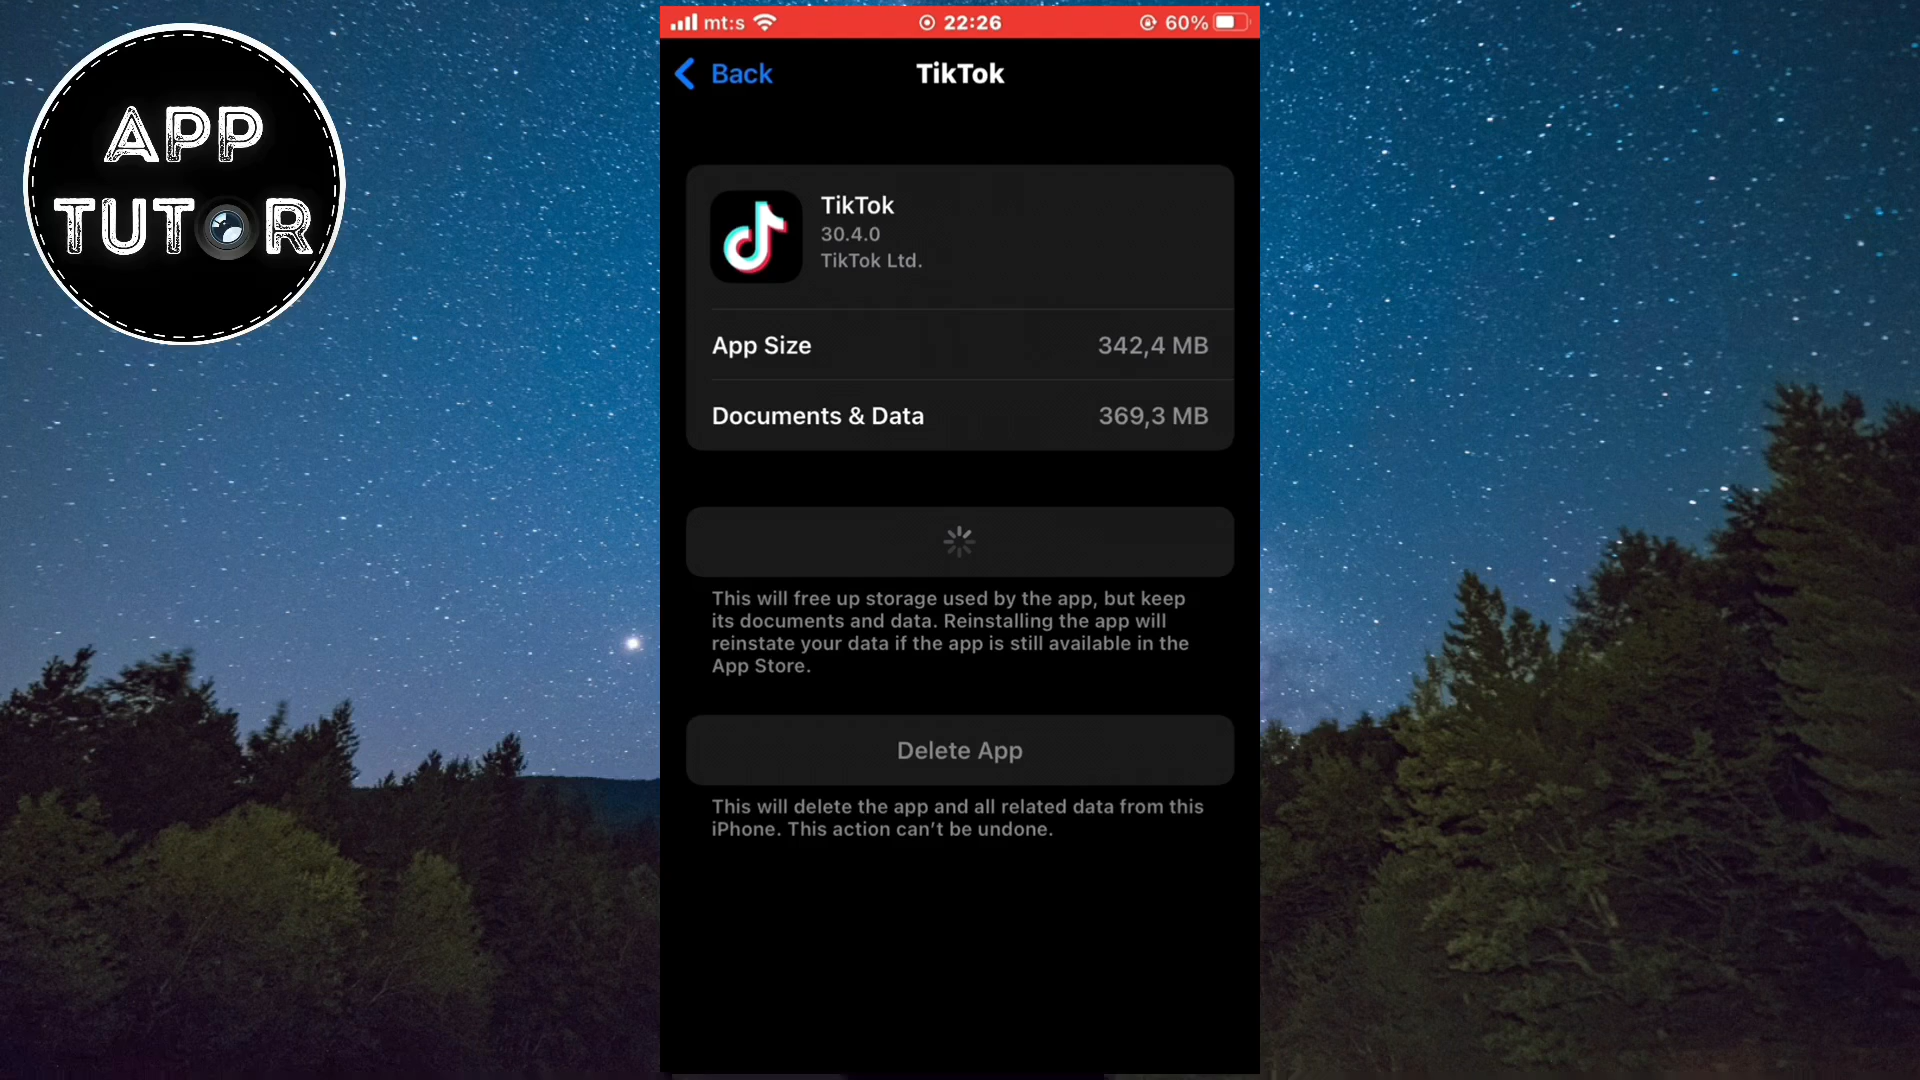 APP
TUTOR
mt:s
22:26
60%
Back
TikTok
TikTok
30.4.0
TikTok Ltd.
App Size
342,4 MB
Documents & Data
369,3 MB
This will free up storage used by the app, but keep
its documents and data. Reinstalling the app will
reinstate your data if the app is still available in the
App Store.
Delete App
This will delete the app and all related data from this
iPhone. This action can’t be undone.